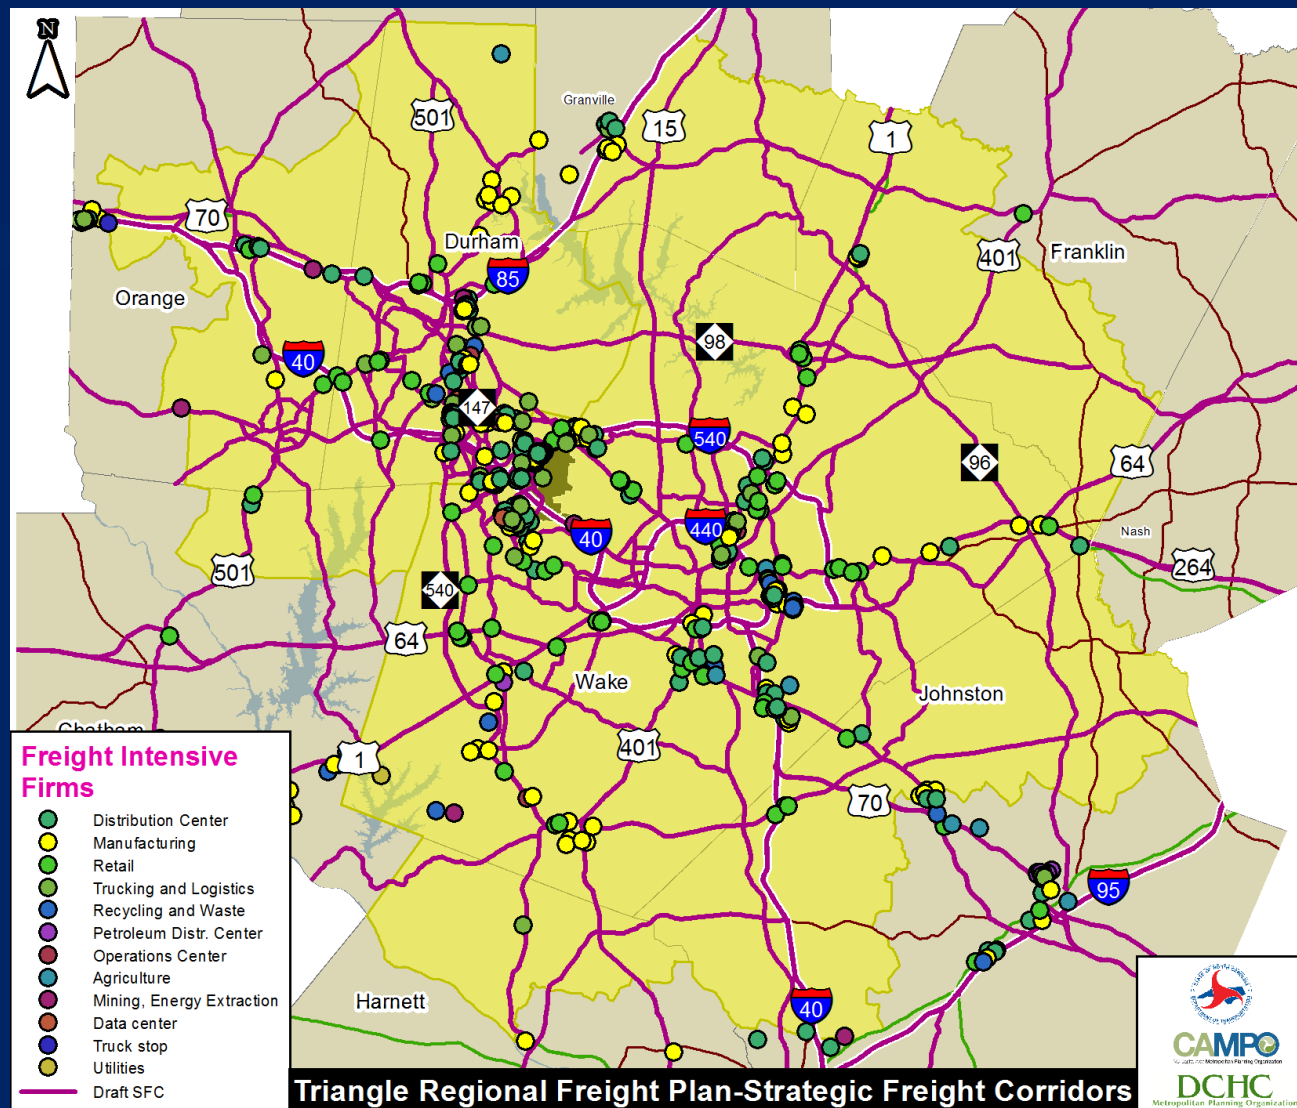 N
Granville
501
15
1
70
Durham
401
Franklin
85
Orange
98
40
147
540
96
64
440
40
Nash
501
264
540
64
Wake
Johnston
Chatham
401
1
70
95
Harnett
40
Freight Intensive
Firms
Distribution Center
Manufacturing
Retail
Trucking and Logistics
Recycling and Waste
Petroleum Distr. Center
Operations Center
Agriculture
Mining, Energy Extraction
Data center
Truck stop
Utilities
Draft SFC
Triangle Regional Freight Plan-Strategic Freight Corridors
CAMPO
DCHC
Metropolitan Planning Organization